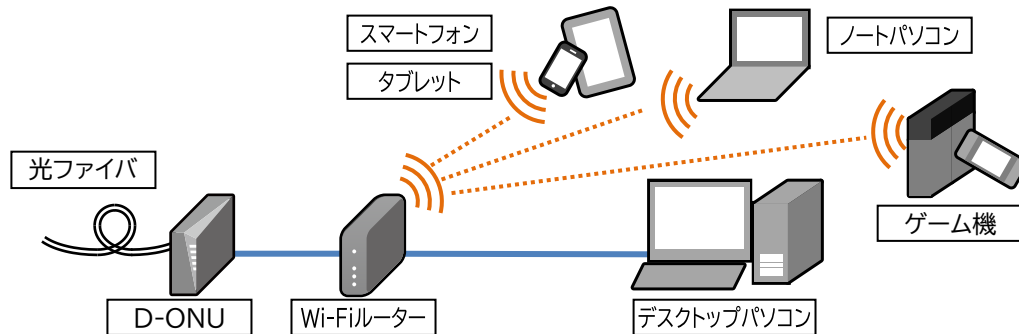 スマートフォン
タブレット
ノートパソコン
光ファイバ
ゲーム機
D-ONU
Wi-Fiルーター
デスクトップパソコン